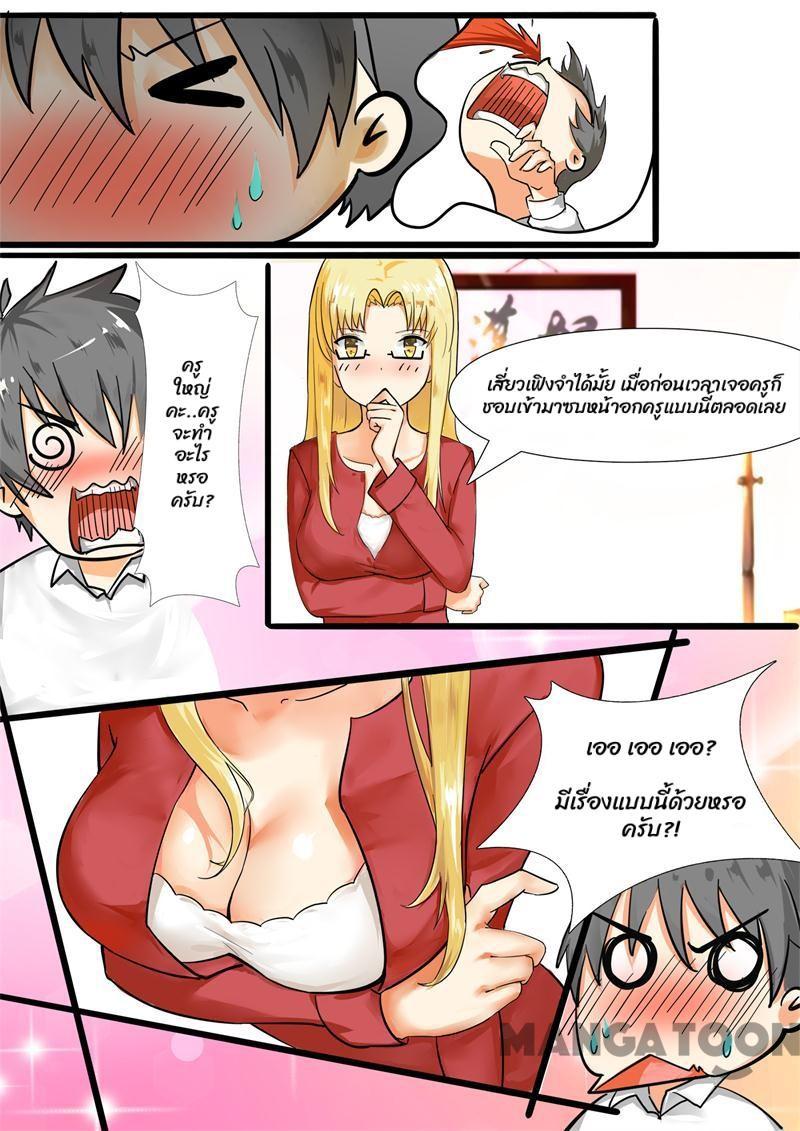 ครู
ใหญ่
คะ..ครู
จะทำ
อะไร
หรอ
ครับ?
เสี่ยวเฟิงจำได้มั้ย เมื่อก่อนเวลาเจอครูก็
ชอบเข้ามาซบหน้าอกครูแบบนี้ตลอดเลย
เออ เออ เออ?
มีเรื่องแบบนี้ด้วยหรอ
ครับ?!
MANGATOON